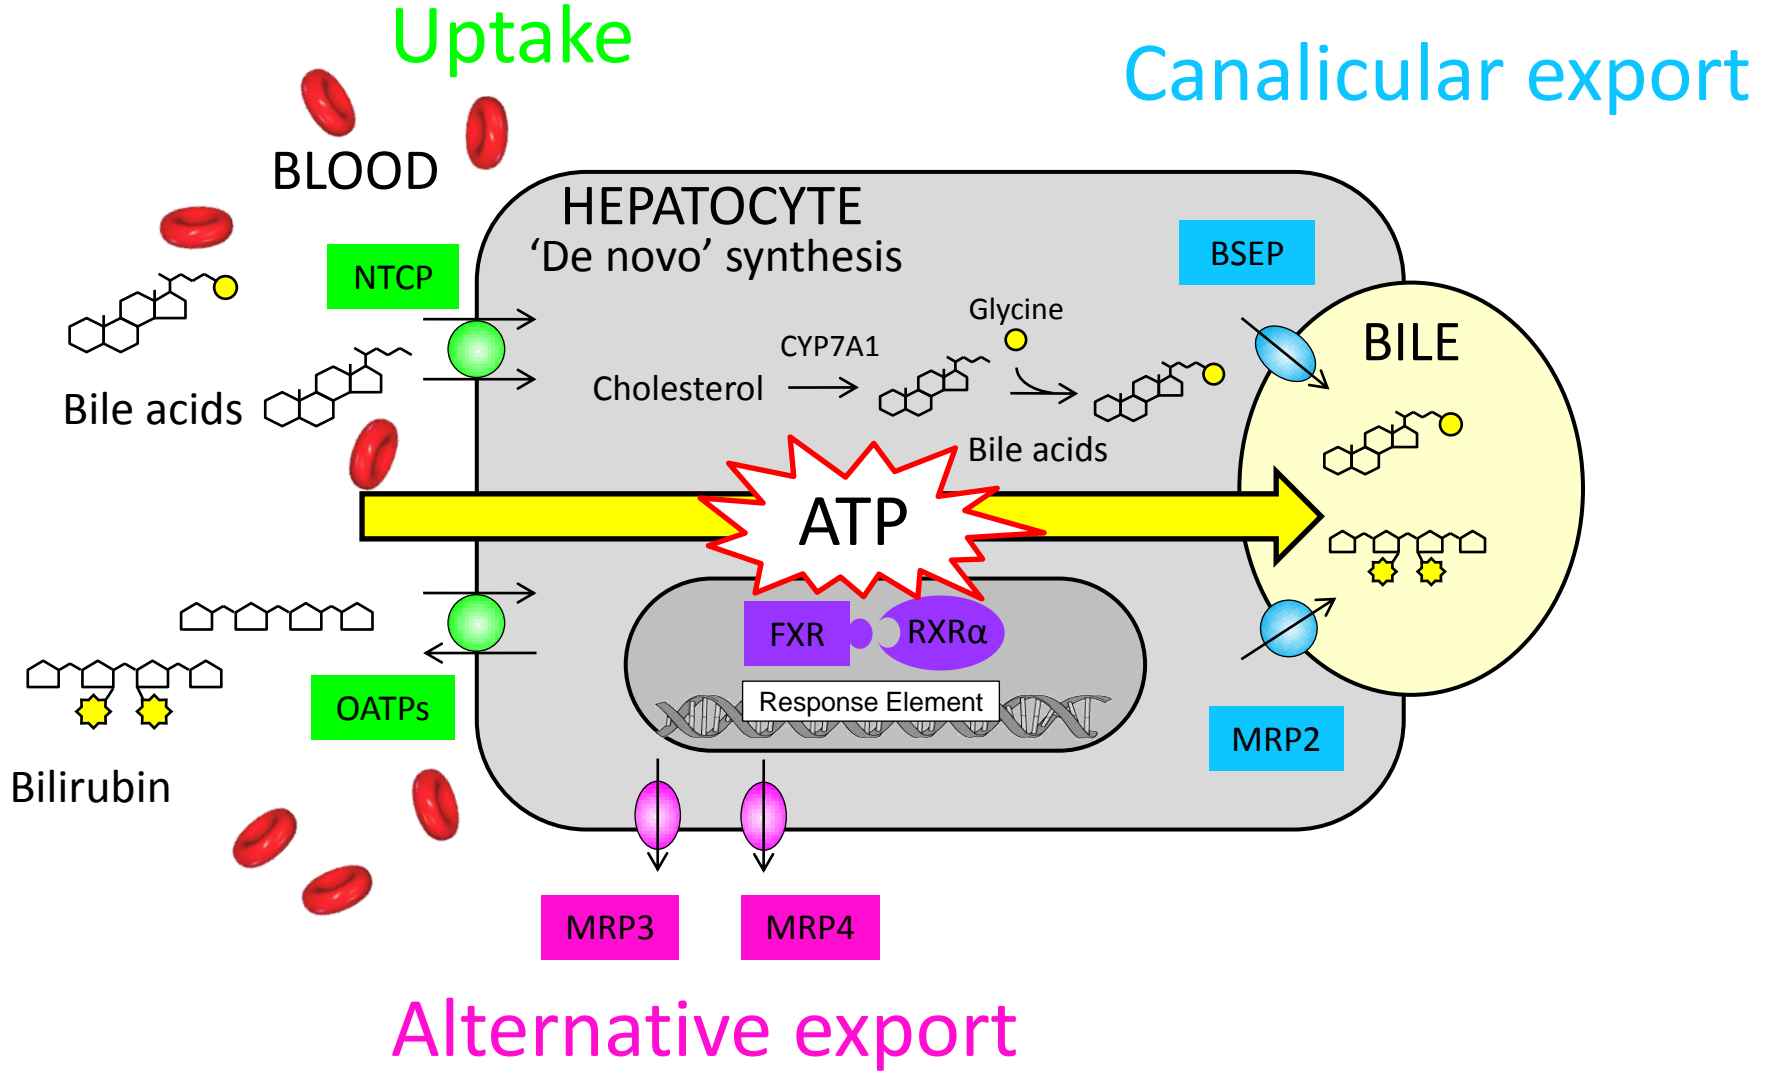 Uptake
Canalicular export
BLOOD
HEPATOCYTE
‘De novo’ synthesis
NTCP
BSEP
Glycine
CYP7A1
BILE
Cholesterol
Bile acids
Bile acids
ATP
FXR
RXRα
Response Element
OATPs
MRP2
Bilirubin
MRP3
MRP4
Alternative export